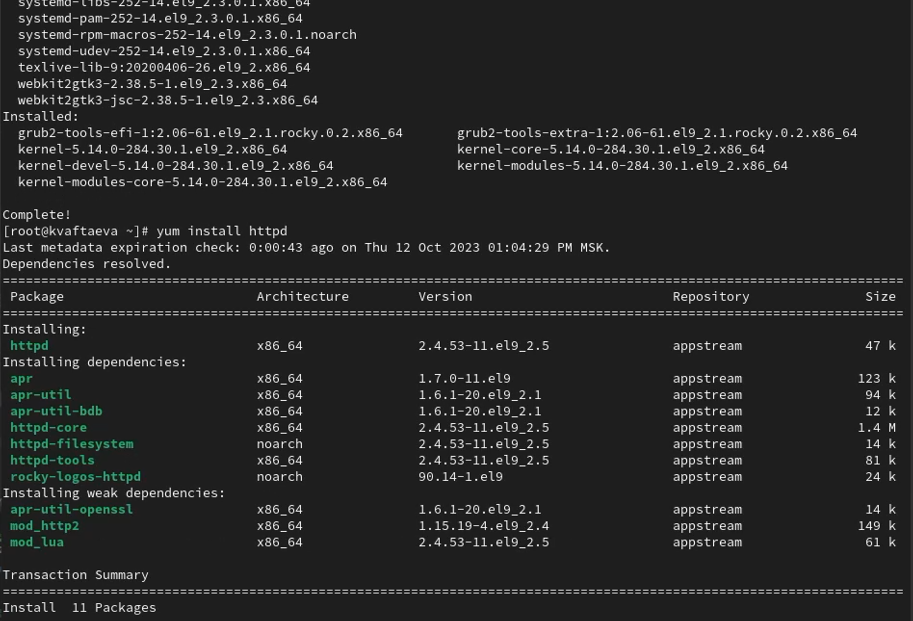 systemd-libs-252-14.el9_2.3.0.1.x86_64
systemd-pam-252-14.el9_2.3.0.1.x86_64
systemd-rpm-macros-252-14.el9_2.3.0.1.noarch
systemd-udev-252-14.el9_2.3.0.1.x86_64
texlive-lib-9:20200406-26.el9_2.x86_64
webkit2gtk3-2.38.5-1.el9_2.3.x86_64
webkit2gtk3-jsc-2.38.5-1.el9_2.3.x86_64
Installed:
grub2-tools-efi-1:2.06-61.el9_2.1.rocky.0.2.x86_64 grub2-tools-extra-1:2.06-61.el9_2.1.rocky.0.2.x86_64
kernel-5.14.0-284.30.1.el9_2.x86_64 kernel-core-5.14.0-284.30.1.el9_2.x86_64
kernel-devel-5.14.0-284.30.1.el9_2.x86_64 kernel-modules-5.14.0-284.30.1.el9_2.x86_64
kernel-modules-core-5.14.0-284.30.1.el9_2.x86_64
Complete!
[root@kvaftaeva ~]# yum install httpd
Last metadata expiration check: 0:00:43 ago on Thu 12 Oct 2023 01:04:29 PM MSK.
Dependencies resolved.
================================================================================
Package Architecture Version Repository Size
================================================================================
Installing:
httpd x86_64 2.4.53-11.el9_2.5 appstream 47 k
Installing dependencies:
apr x86_64 1.7.0-11.el9 appstream 123 k
apr-util x86_64 1.6.1-20.el9_2.1 appstream 94 k
apr-util-bdb x86_64 1.6.1-20.el9_2.1 appstream 12 k
httpd-core x86_64 2.4.53-11.el9_2.5 appstream 1.4 M
httpd-filesystem noarch 2.4.53-11.el9_2.5 appstream 14 k
httpd-tools x86_64 2.4.53-11.el9_2.5 appstream 81 k
rocky-logos-httpd noarch 90.14-1.el9 appstream 24 k
Installing weak dependencies:
apr-util-openssl x86_64 1.6.1-20.el9_2.1 appstream 14 k
mod_http2 x86_64 1.15.19-4.el9_2.4 appstream 149 k
mod_lua x86_64 2.4.53-11.el9_2.5 appstream 61 k
Transaction Summary
================================================================================
Install 11 Packages